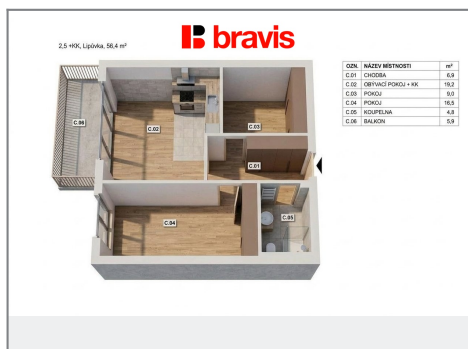 bravis
2,5 +KK, Lipůvka, 56,4 m²
OZN. NÁZEV MÍSTNOSTI m²
C.01 CHODBA 6,9
C.02 OBÝVACÍ POKOJ + KK 19,2
C.03 POKOJ 9,0
C.04 POKOJ 16,5
C.05 KOUPELNA 4,8
C.06 BALKON 5,9
C.06
C.02
C.03
C.01
C.04
C.05